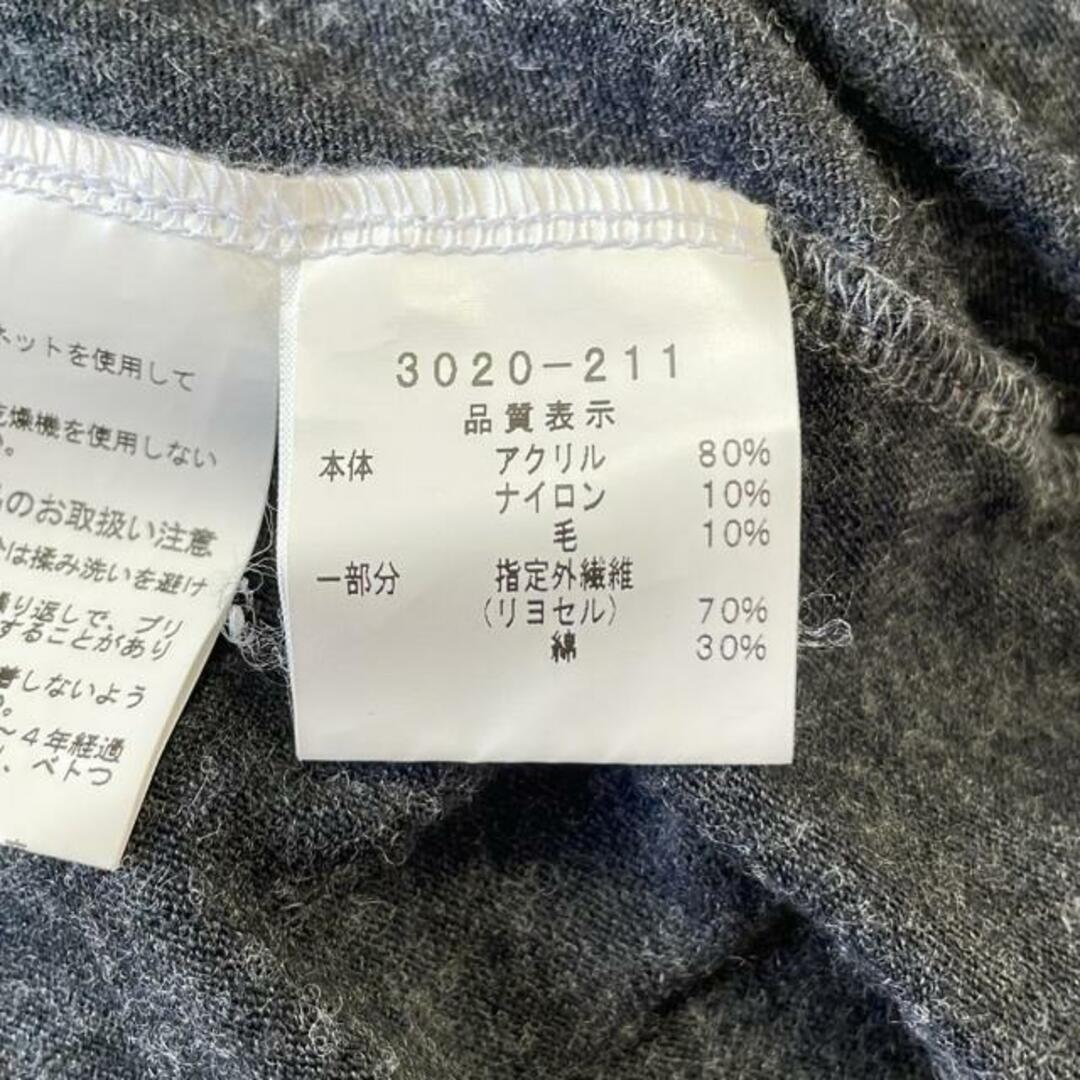 ネットを使用して
乾燥機を使用しない
のお取扱い注意
は揉み洗いを避け
り返しで、プリ
することがあり
着しないよう
～４年経過
、ベトつ
3020-211
品質表示
本体 アクリル 80%
ナイロン 10%
毛 10%
一部分 指定外繊維
(リヨセル) 70%
綿 30%